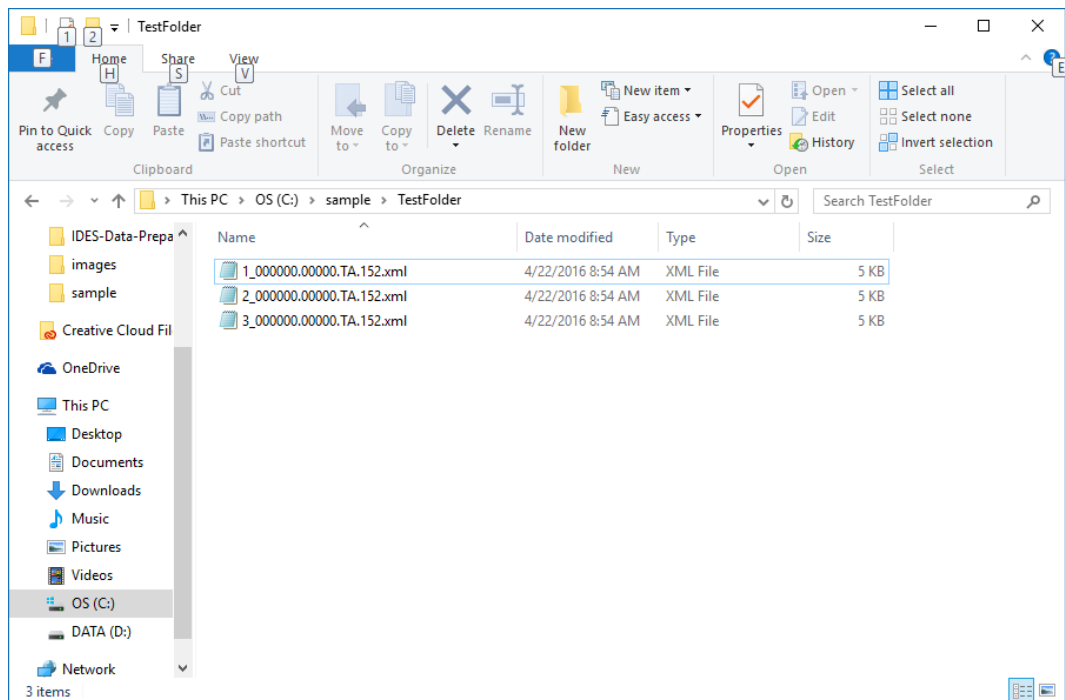 1 2 TestFolder
F Home Share View
H S V E
Pin to Quick access
Copy
Paste
Cut
Copy path
Paste shortcut
Clipboard
Move to
Copy to
Delete
Rename
Organize
New folder
New item
Easy access
New
Properties
Open
Edit
History
Open
Select all
Select none
Invert selection
Select
This PC > OS (C:) > sample > TestFolder
Search TestFolder
IDES-Data-Prepa
images
sample
Creative Cloud Fil
OneDrive
This PC
Desktop
Documents
Downloads
Music
Pictures
Videos
OS (C:)
DATA (D:)
Network
Name Date modified Type Size
1_000000.00000.TA.152.xml 4/22/2016 8:54 AM XML File 5 KB
2_000000.00000.TA.152.xml 4/22/2016 8:54 AM XML File 5 KB
3_000000.00000.TA.152.xml 4/22/2016 8:54 AM XML File 5 KB
3 items